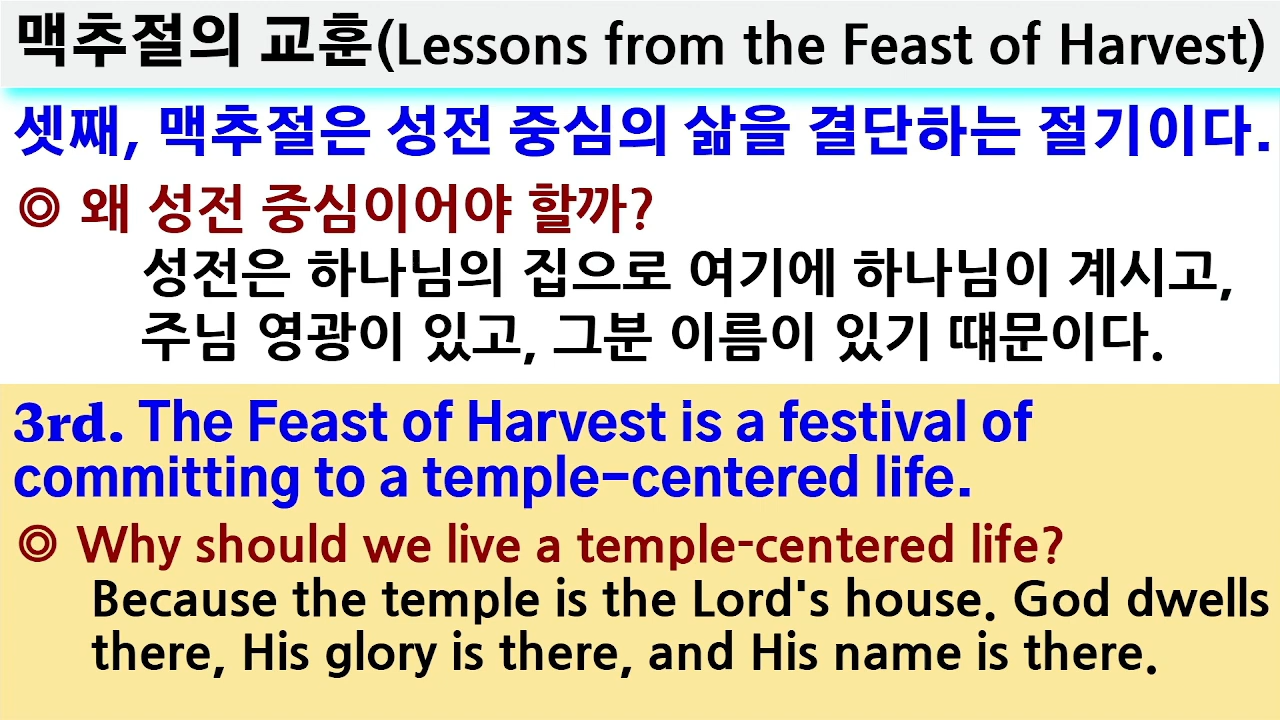 맥추절의 교훈(Lessons from the Feast of Harvest)
셋째, 맥추절은 성전 중심의 삶을 결단하는 절기이다.
◎ 왜 성전 중심이어야 할까?
성전은 하나님의 집으로 여기에 하나님이 계시고,
주님 영광이 있고, 그분 이름이 있기 떄문이다.
3rd. The Feast of Harvest is a festival of
committing to a temple-centered life.
◎ Why should we live a temple-centered life?
Because the temple is the Lord's house. God dwells
there, His glory is there, and His name is there.